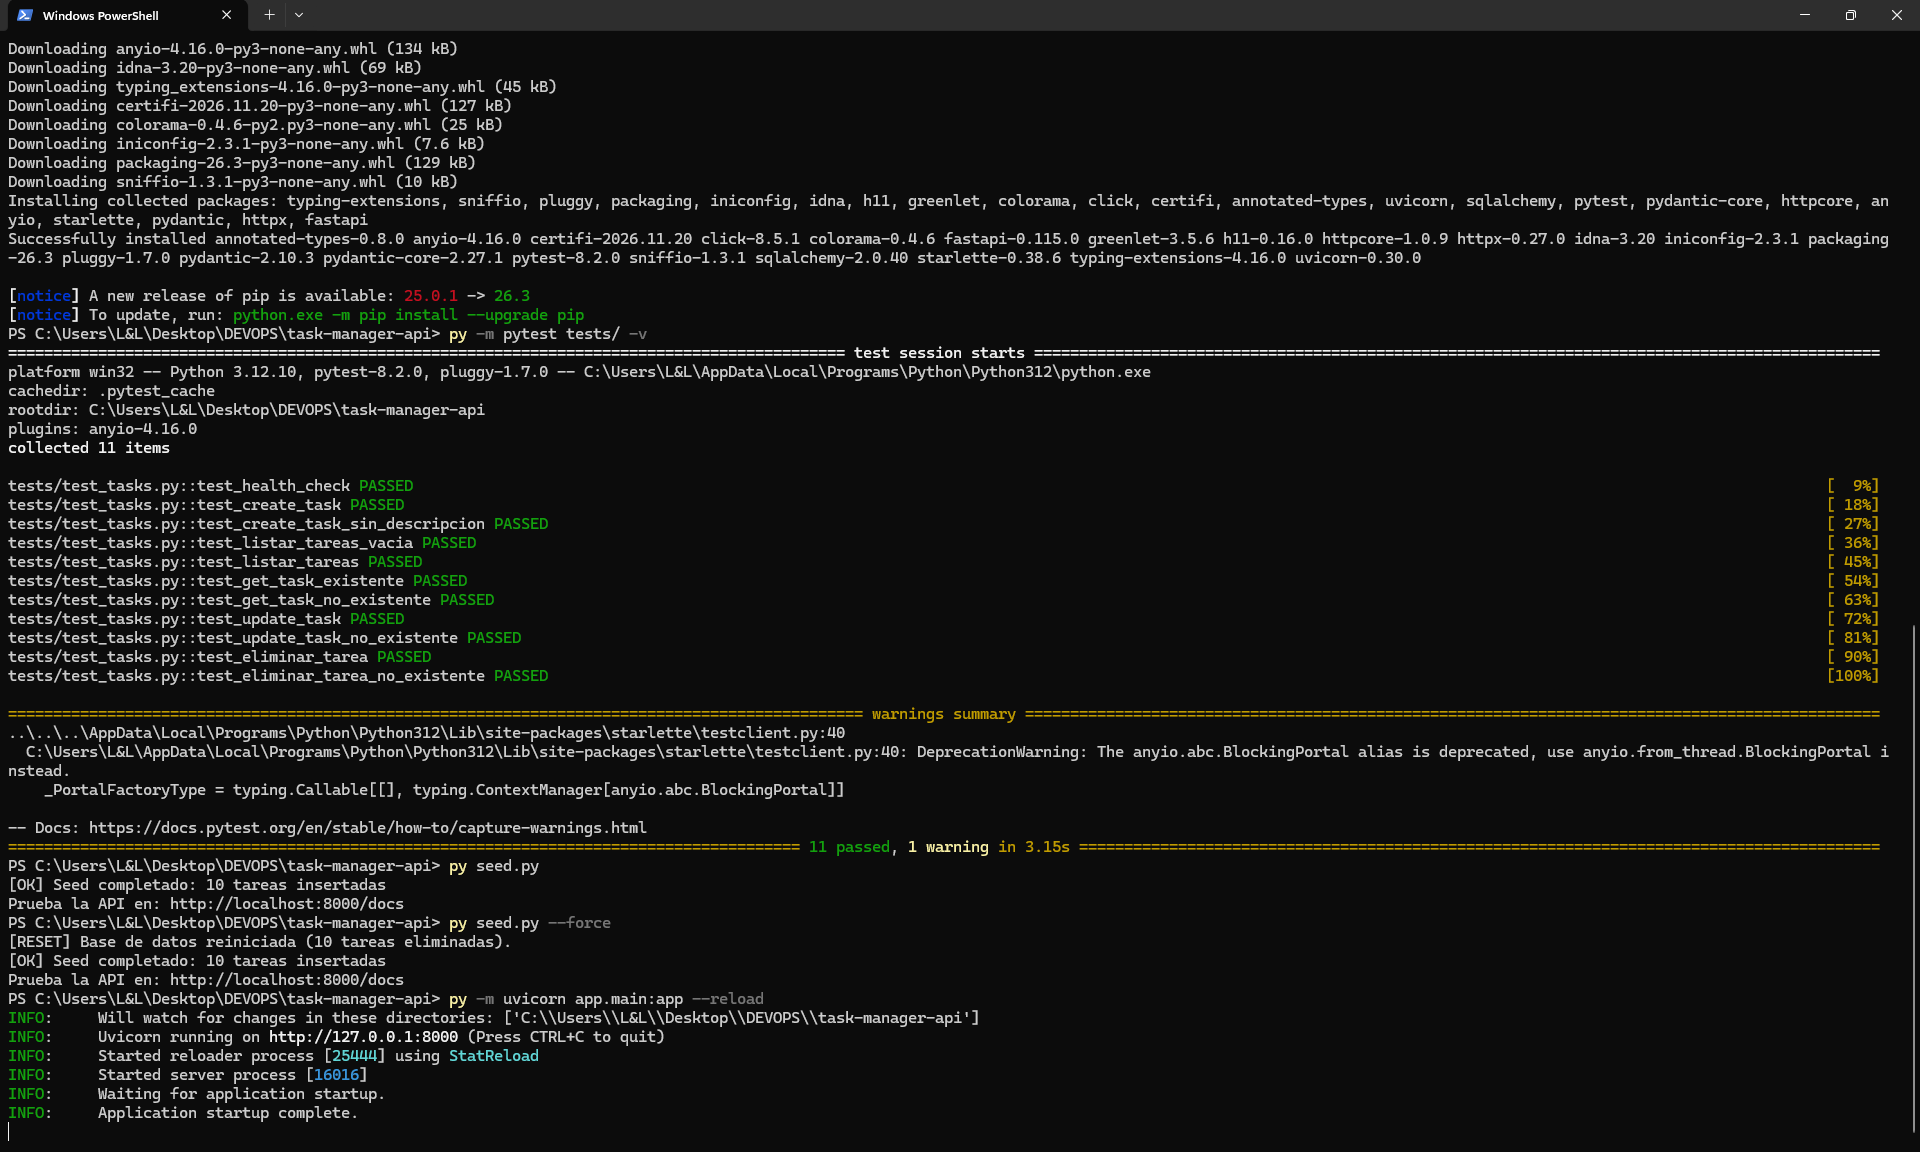 Windows PowerShell
Downloading anyio-4.16.0-py3-none-any.whl (134 kB)
Downloading idna-3.20-py3-none-any.whl (69 kB)
Downloading typing_extensions-4.16.0-py3-none-any.whl (45 kB)
Downloading certifi-2026.11.20-py3-none-any.whl (127 kB)
Downloading colorama-0.4.6-py2.py3-none-any.whl (25 kB)
Downloading iniconfig-2.3.1-py3-none-any.whl (7.6 kB)
Downloading packaging-26.3-py3-none-any.whl (129 kB)
Downloading sniffio-1.3.1-py3-none-any.whl (10 kB)
Installing collected packages: typing-extensions, sniffio, pluggy, packaging, iniconfig, idna, h11, greenlet, colorama, click, certifi, annotated-types, uvicorn, sqlalchemy, pytest, pydantic-core, httpcore, an
yio, starlette, pydantic, httpx, fastapi
Successfully installed annotated-types-0.8.0 anyio-4.16.0 certifi-2026.11.20 click-8.5.1 colorama-0.4.6 fastapi-0.115.0 greenlet-3.5.6 h11-0.16.0 httpcore-1.0.9 httpx-0.27.0 idna-3.20 iniconfig-2.3.1 packaging
-26.3 pluggy-1.7.0 pydantic-2.10.3 pydantic-core-2.27.1 pytest-8.2.0 sniffio-1.3.1 sqlalchemy-2.0.40 starlette-0.38.6 typing-extensions-4.16.0 uvicorn-0.30.0
[notice] A new release of pip is available: 25.0.1 -> 26.3
[notice] To update, run: python.exe -m pip install --upgrade pip
PS C:\Users\L&L\Desktop\DEVOPS\task-manager-api> py -m pytest tests/ -v
============================================================================================= test session starts ==============================================================================================
platform win32 -- Python 3.12.10, pytest-8.2.0, pluggy-1.7.0 -- C:\Users\L&L\AppData\Local\Programs\Python\Python312\python.exe
cachedir: .pytest_cache
rootdir: C:\Users\L&L\Desktop\DEVOPS\task-manager-api
plugins: anyio-4.16.0
collected 11 items
tests/test_tasks.py::test_health_check PASSED [  9%]
tests/test_tasks.py::test_create_task PASSED [ 18%]
tests/test_tasks.py::test_create_task_sin_descripcion PASSED [ 27%]
tests/test_tasks.py::test_listar_tareas_vacia PASSED [ 36%]
tests/test_tasks.py::test_listar_tareas PASSED [ 45%]
tests/test_tasks.py::test_get_task_existente PASSED [ 54%]
tests/test_tasks.py::test_get_task_no_existente PASSED [ 63%]
tests/test_tasks.py::test_update_task PASSED [ 72%]
tests/test_tasks.py::test_update_task_no_existente PASSED [ 81%]
tests/test_tasks.py::test_eliminar_tarea PASSED [ 90%]
tests/test_tasks.py::test_eliminar_tarea_no_existente PASSED [100%]
=============================================================================================== warnings summary ===============================================================================================
..\..\..\AppData\Local\Programs\Python\Python312\Lib\site-packages\starlette\testclient.py:40
C:\Users\L&L\AppData\Local\Programs\Python\Python312\Lib\site-packages\starlette\testclient.py:40: DeprecationWarning: The anyio.abc.BlockingPortal alias is deprecated, use anyio.from_thread.BlockingPortal i
nstead.
_PortalFactoryType = typing.Callable[[], typing.ContextManager[anyio.abc.BlockingPortal]]
-- Docs: https://docs.pytest.org/en/stable/how-to/capture-warnings.html
======================================================================================== 11 passed, 1 warning in 3.15s =========================================================================================
PS C:\Users\L&L\Desktop\DEVOPS\task-manager-api> py seed.py
[OK] Seed completado: 10 tareas insertadas
Prueba la API en: http://localhost:8000/docs
PS C:\Users\L&L\Desktop\DEVOPS\task-manager-api> py seed.py --force
[RESET] Base de datos reiniciada (10 tareas eliminadas).
[OK] Seed completado: 10 tareas insertadas
Prueba la API en: http://localhost:8000/docs
PS C:\Users\L&L\Desktop\DEVOPS\task-manager-api> py -m uvicorn app.main:app --reload
INFO:     Will watch for changes in these directories: ['C:\\Users\\L&L\\Desktop\\DEVOPS\\task-manager-api']
INFO:     Uvicorn running on http://127.0.0.1:8000 (Press CTRL+C to quit)
INFO:     Started reloader process [25444] using StatReload
INFO:     Started server process [16016]
INFO:     Waiting for application startup.
INFO:     Application startup complete.